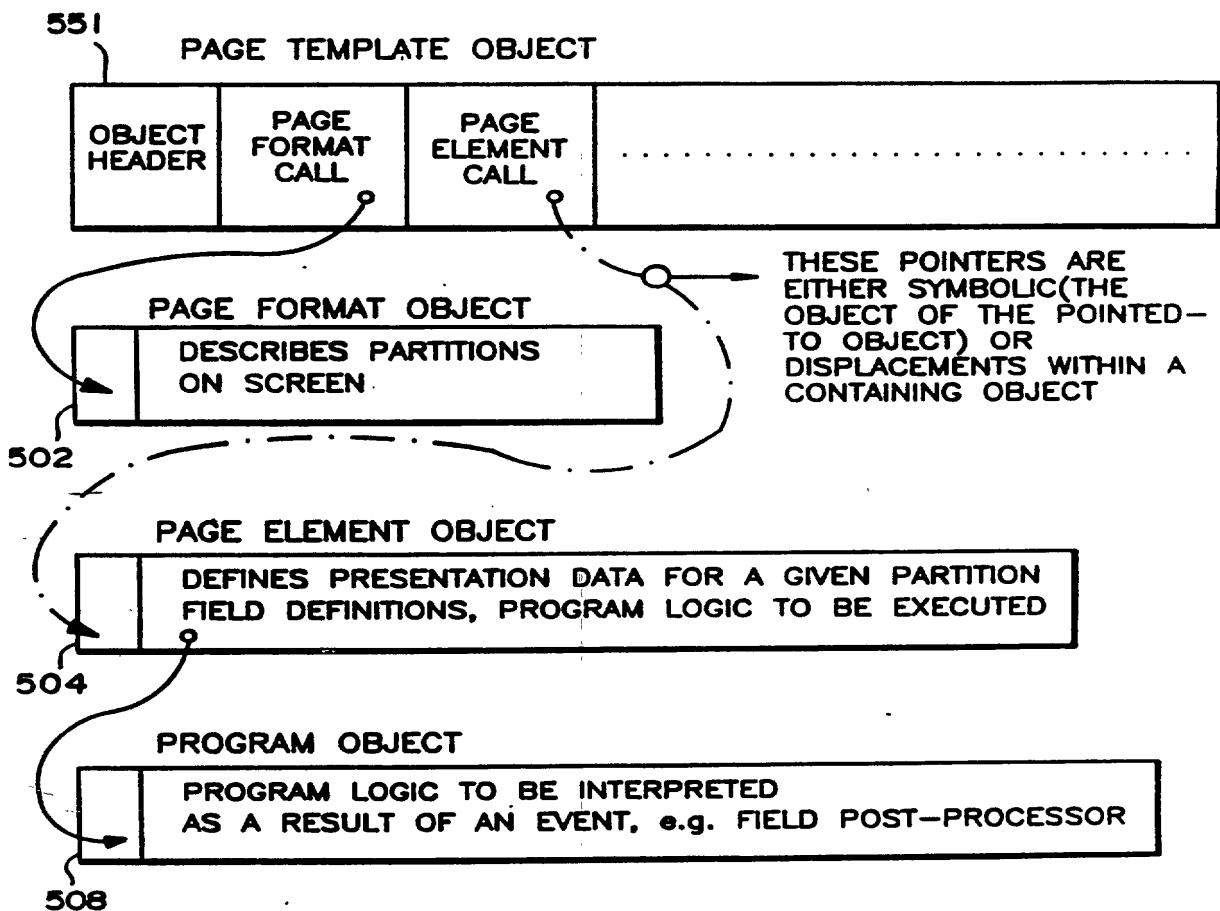 551
PAGE TEMPLATE OBJECT
OBJECT
HEADER
PAGE
FORMAT
CALL
PAGE
ELEMENT
CALL
. . . . . . . . . . . . . . . . . . . . . . . . . . . . . . . . . .
THESE POINTERS ARE
EITHER SYMBOLIC(THE
OBJECT OF THE POINTED-
TO OBJECT) OR
DISPLACEMENTS WITHIN A
CONTAINING OBJECT
PAGE FORMAT OBJECT
DESCRIBES PARTITIONS
ON SCREEN
502
PAGE ELEMENT OBJECT
DEFINES PRESENTATION DATA FOR A GIVEN PARTITION
FIELD DEFINITIONS, PROGRAM LOGIC TO BE EXECUTED
504
PROGRAM OBJECT
PROGRAM LOGIC TO BE INTERPRETED
AS A RESULT OF AN EVENT, e.g. FIELD POST-PROCESSOR
508